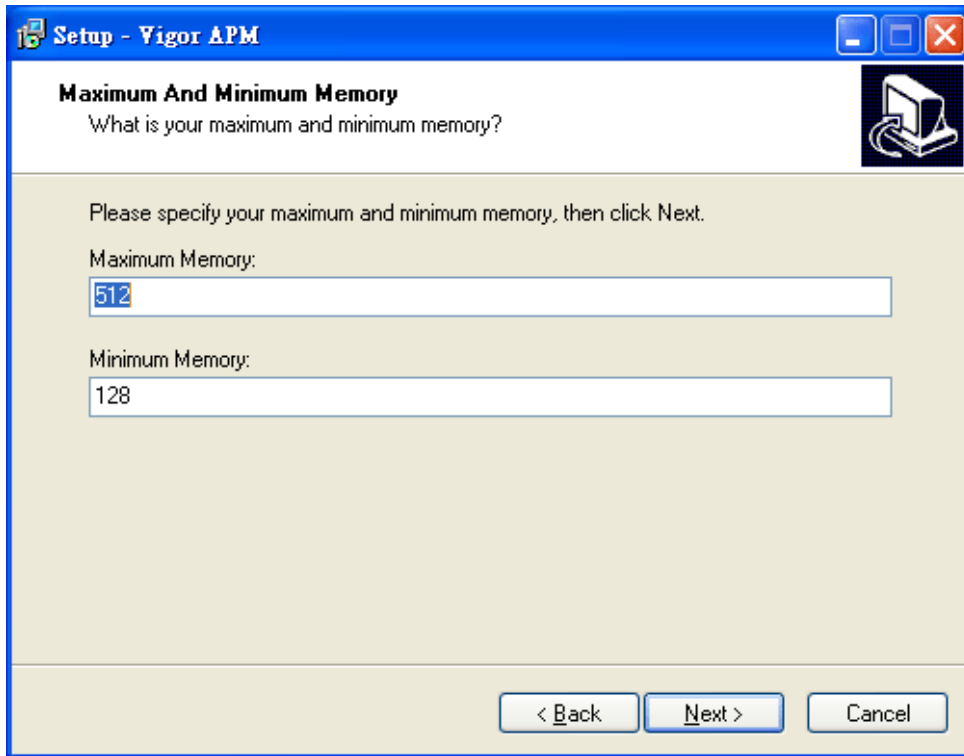 Setup - Vigor APM
Maximum And Minimum Memory
What is your maximum and minimum memory?
Please specify your maximum and minimum memory, then click Next.
Maximum Memory:
512
Minimum Memory:
128
< Back Next > Cancel